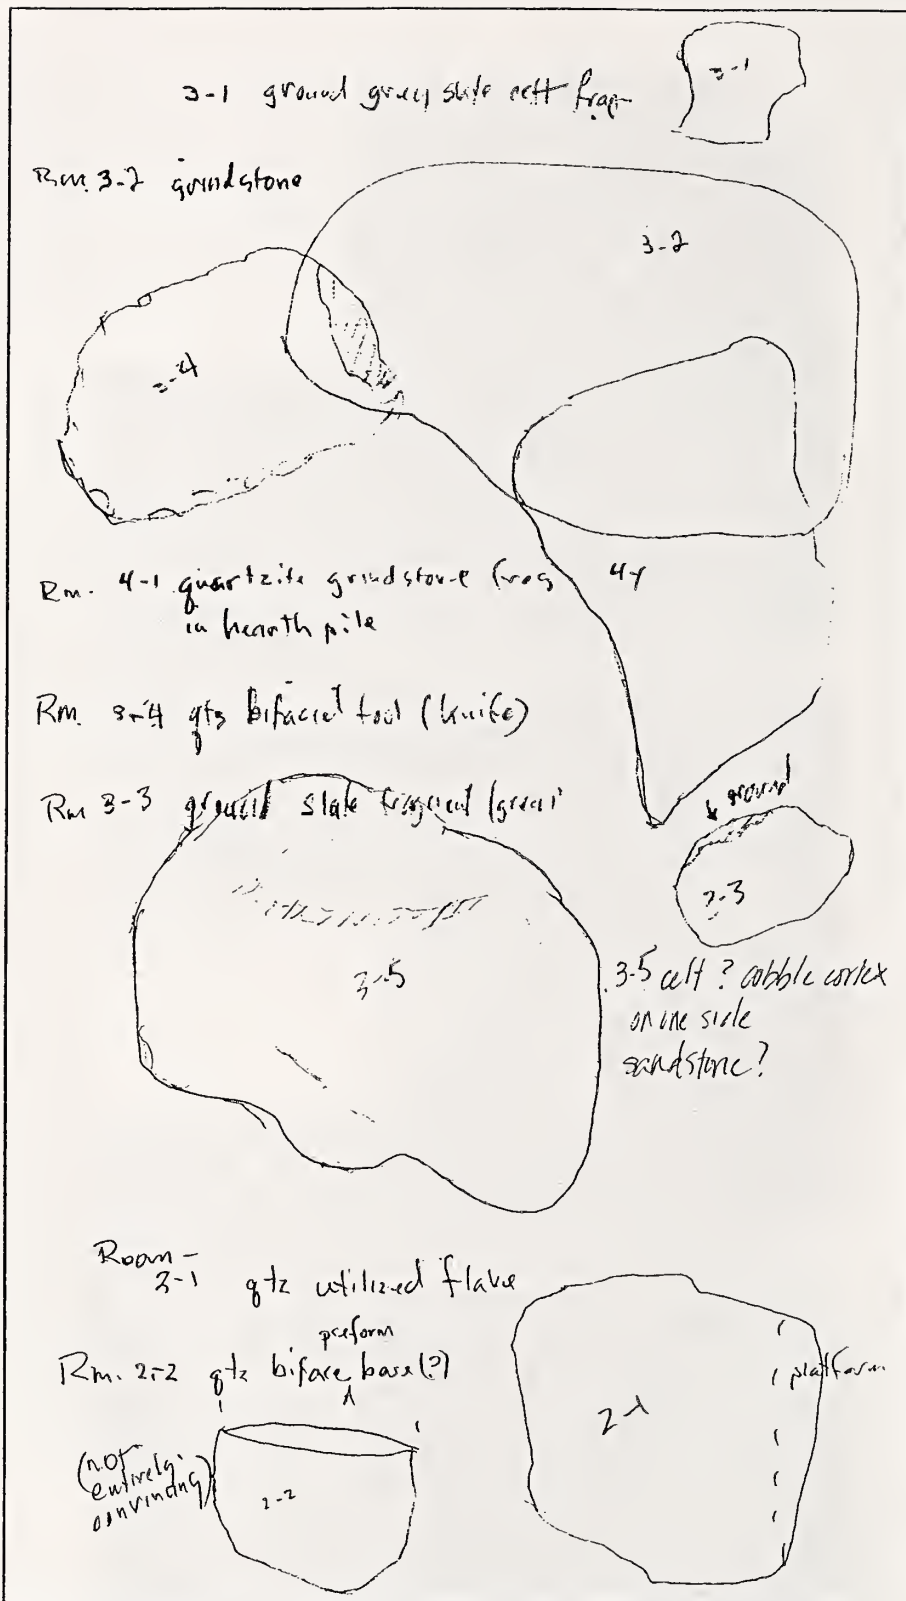 3-1 ground grey slate celt frag
3-1
Rm. 3-2 grindstone
3-2
3-4
Rm. 4-1 quartzite grindstone frag
in hearth pile
4-1
Rm. 3-4 qtz bifacial tool (knife)
Rm 3-3 ground slate fragment (green
ground
3-3
3-5
3-5 celt? cobble cortex
on one side
sandstone?
Room -
2-1 qtz utilized flake
preform
Rm. 2-2 qtz biface ^ base (?)
platform
2-1
(not
entirely
convincing)
2-2